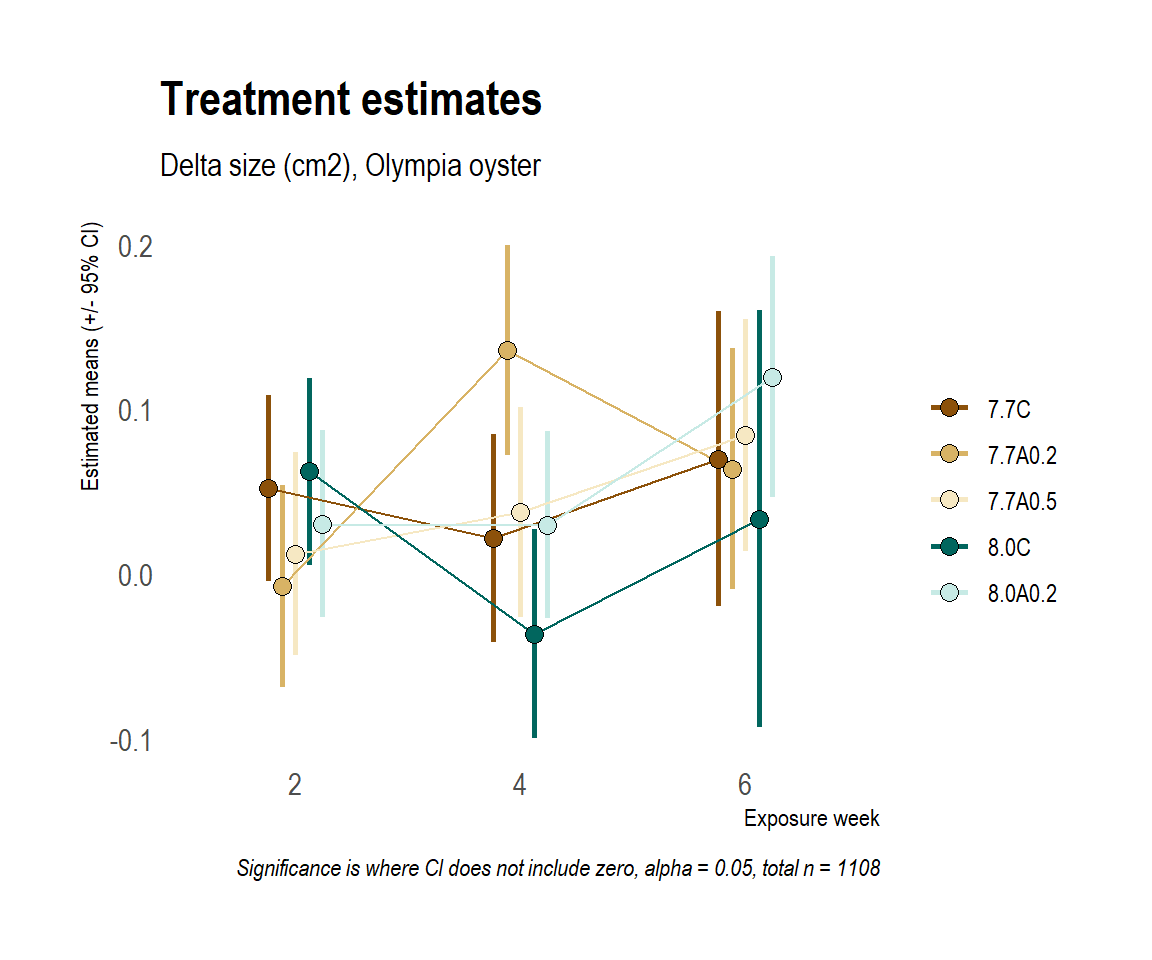 Treatment estimates
Delta size (cm2), Olympia oyster
Estimated means (+/- 95% CI)
0.2
0.1
0.0
-0.1
2 4 6
Exposure week
7.7C
7.7A0.2
7.7A0.5
8.0C
8.0A0.2
Significance is where CI does not include zero, alpha = 0.05, total n = 1108